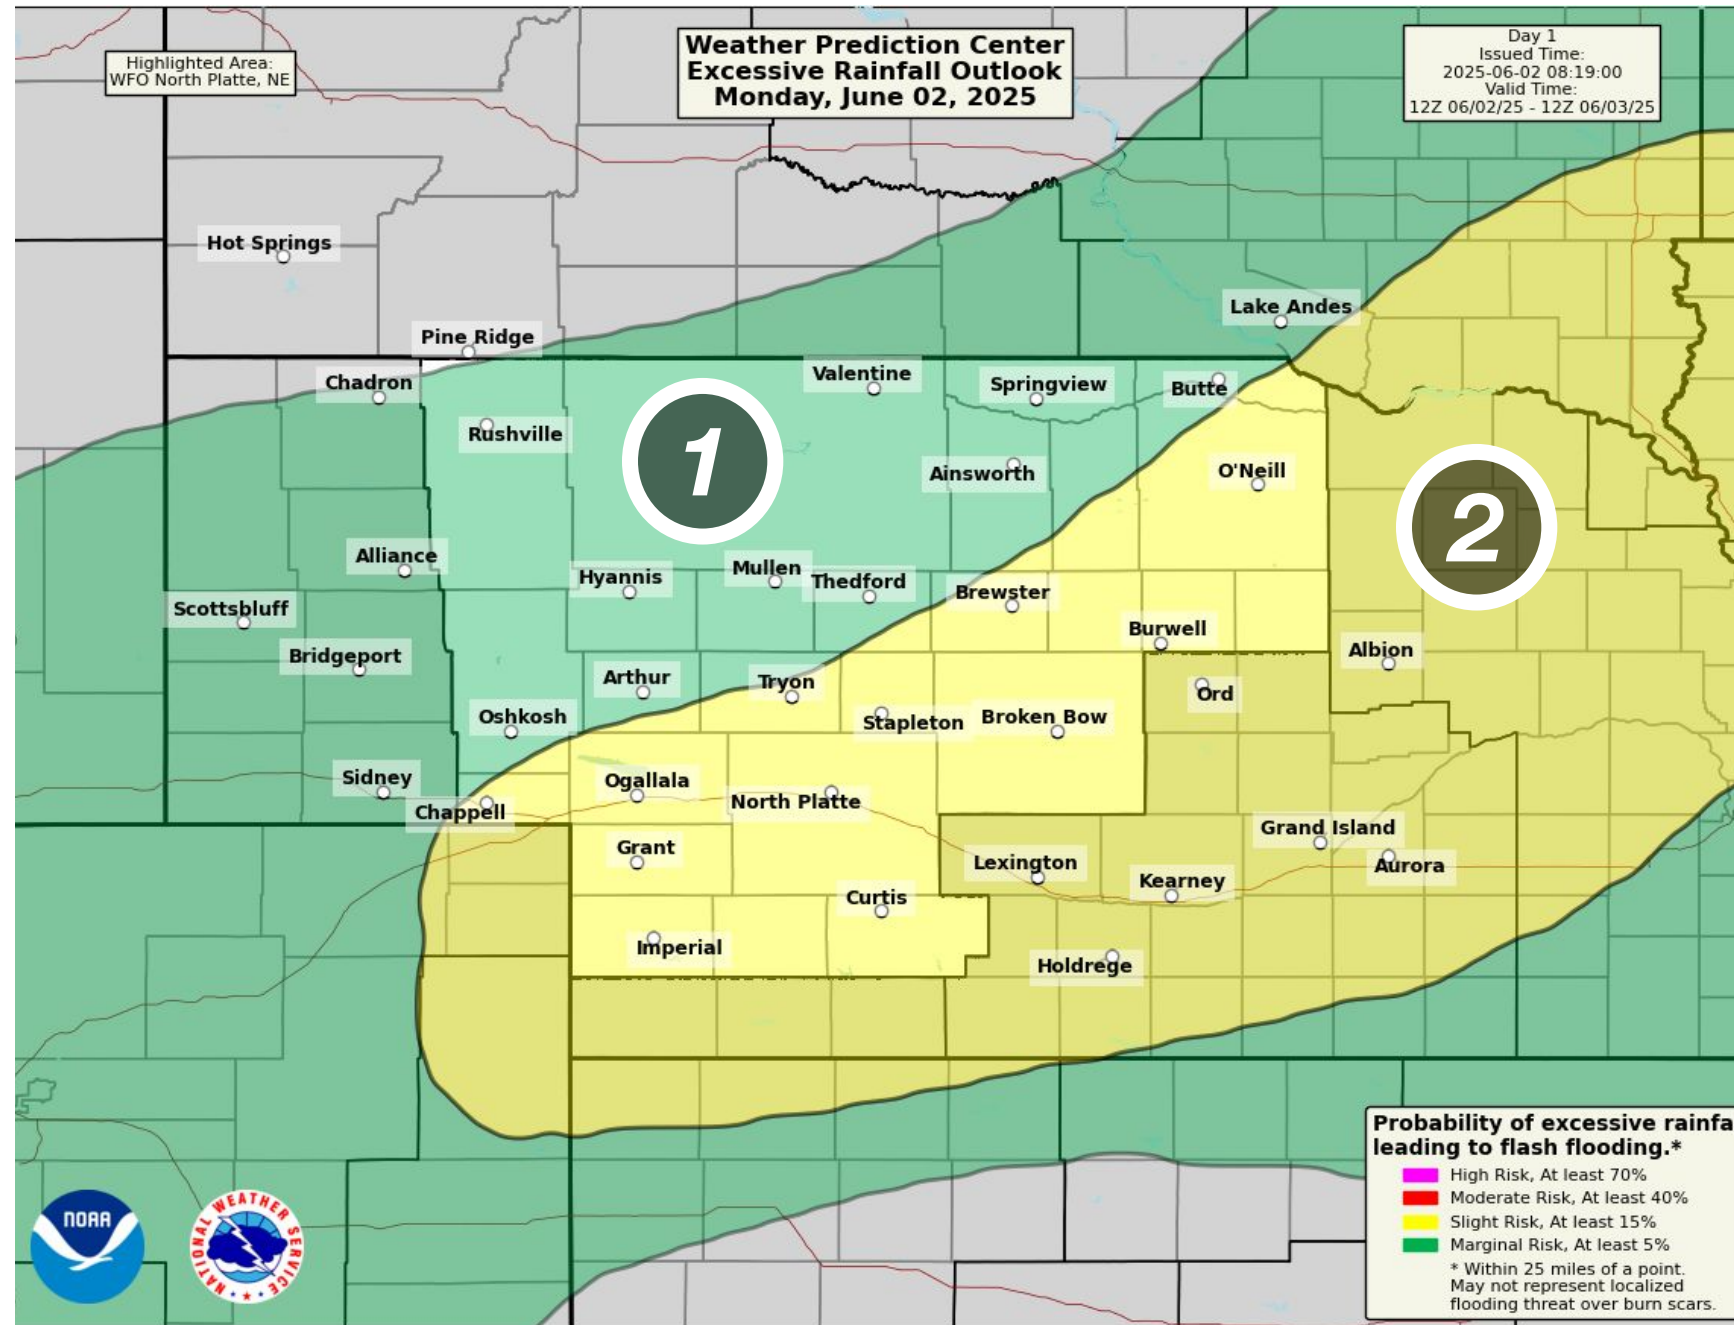 Weather Prediction Center
Excessive Rainfall Outlook
Monday, June 02, 2025
Highlighted Area:
WFO North Platte, NE
Day 1
Issued Time:
2025-06-02 08:19:00
Valid Time:
12Z 06/02/25 - 12Z 06/03/25
Hot Springs
Lake Andes
Pine Ridge
Chadron
Valentine
Springview
Butte
Rushville
1
Ainsworth
O'Neill
2
Alliance
Hyannis
Mullen
Thedford
Brewster
Scottsbluff
Burwell
Bridgeport
Albion
Arthur
Tryon
Ord
Oshkosh
Stapleton
Broken Bow
Sidney
Ogallala
North Platte
Chappell
Grand Island
Grant
Lexington
Aurora
Kearney
Curtis
Imperial
Holdrege
Probability of excessive rainfa
leading to flash flooding.*
High Risk, At least 70%
Moderate Risk, At least 40%
Slight Risk, At least 15%
Marginal Risk, At least 5%
* Within 25 miles of a point.
May not represent localized
flooding threat over burn scars.
NOAA
NATIONAL WEATHER SERVICE